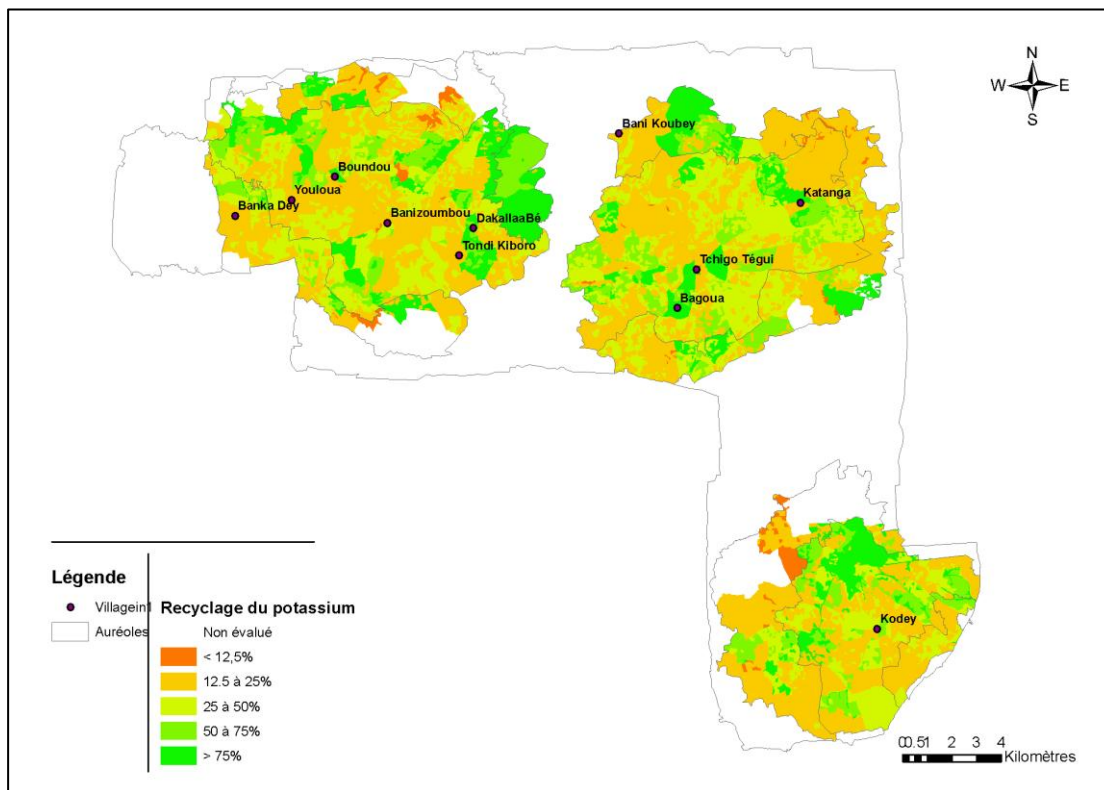 N
W E
S
Bani Koubey
Boundou
Katanga
Youloua
Banka Dey
Banizoumbou
DakallaaBé
Tondi Kiboro
Tchigo Tégui
Bagoua
Kodey
Légende
Villagein1
Auréoles
Recyclage du potassium
Non évalué
< 12,5%
12.5 à 25%
25 à 50%
50 à 75%
> 75%
00.51 2 3 4
Kilomètres